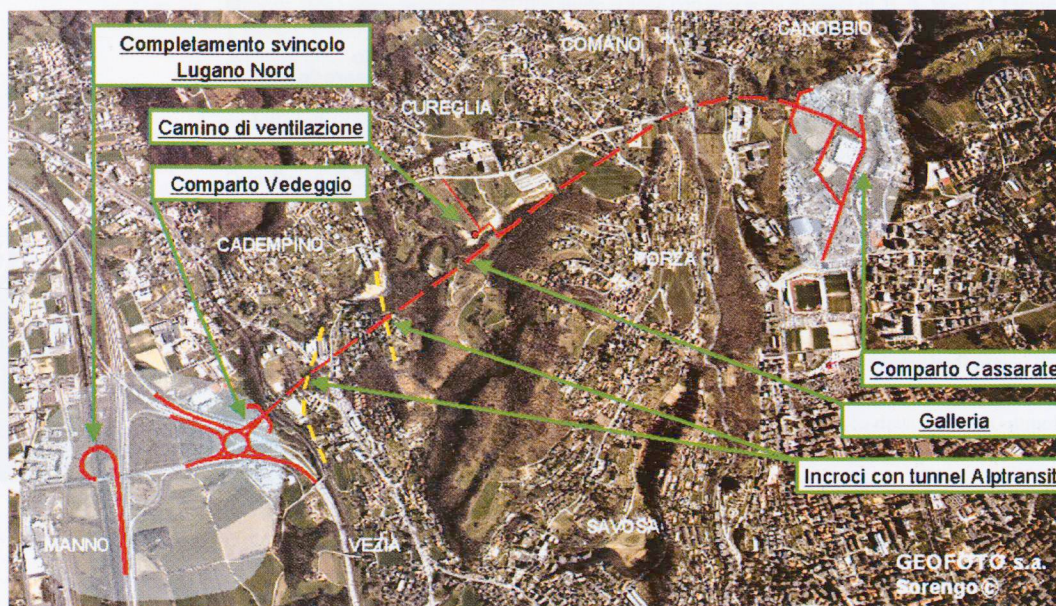 Completamento svincolo
Lugano Nord
Camino di ventilazione
Comparto Vedeggio
COMANO
CANOBBIO
CUREGLIA
CADEMPINO
PORZA
Comparto Cassarate
Galleria
Incroci con tunnel Alptransit
MANNO
VEZIA
SAVOSA
GEOFOTO s.a.
Sorengo ©